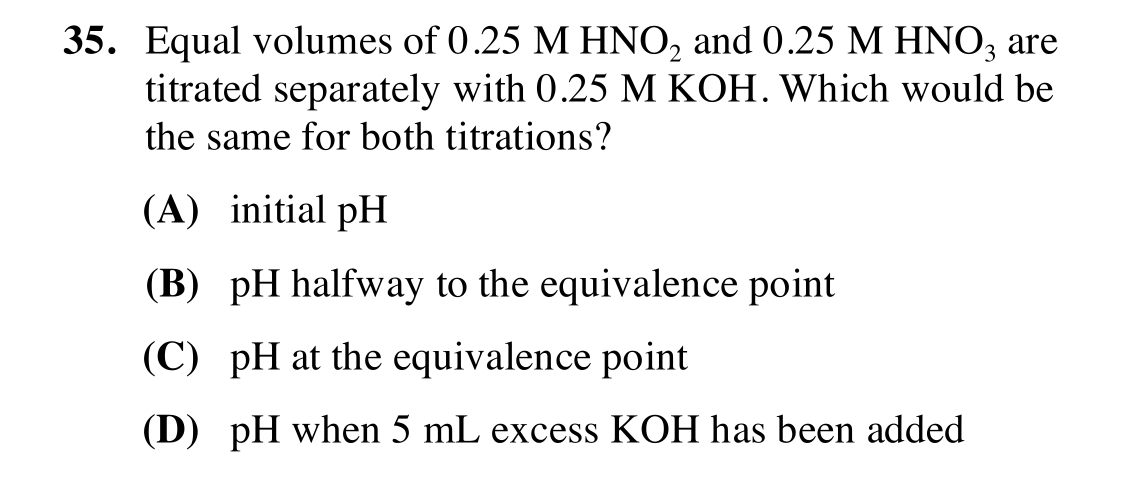 35. Equal volumes of 0.25 M HNO₂ and 0.25 M HNO₃ are
titrated separately with 0.25 M KOH. Which would be
the same for both titrations?
(A) initial pH
(B) pH halfway to the equivalence point
(C) pH at the equivalence point
(D) pH when 5 mL excess KOH has been added